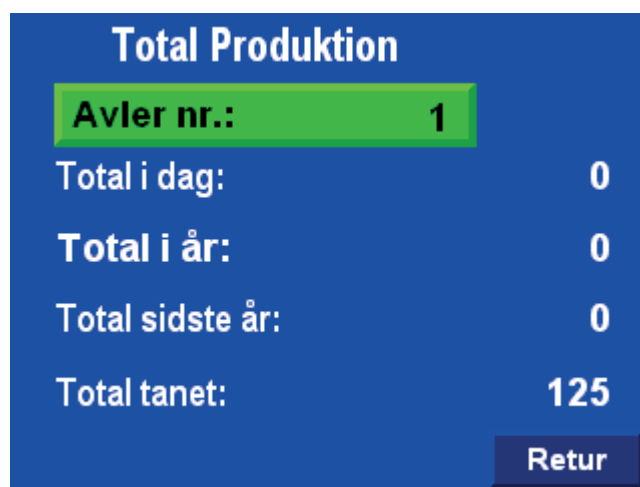 Total Produktion
Avler nr.: 1
Total i dag: 0
Total i år: 0
Total sidste år: 0
Total tanet: 125
Retur